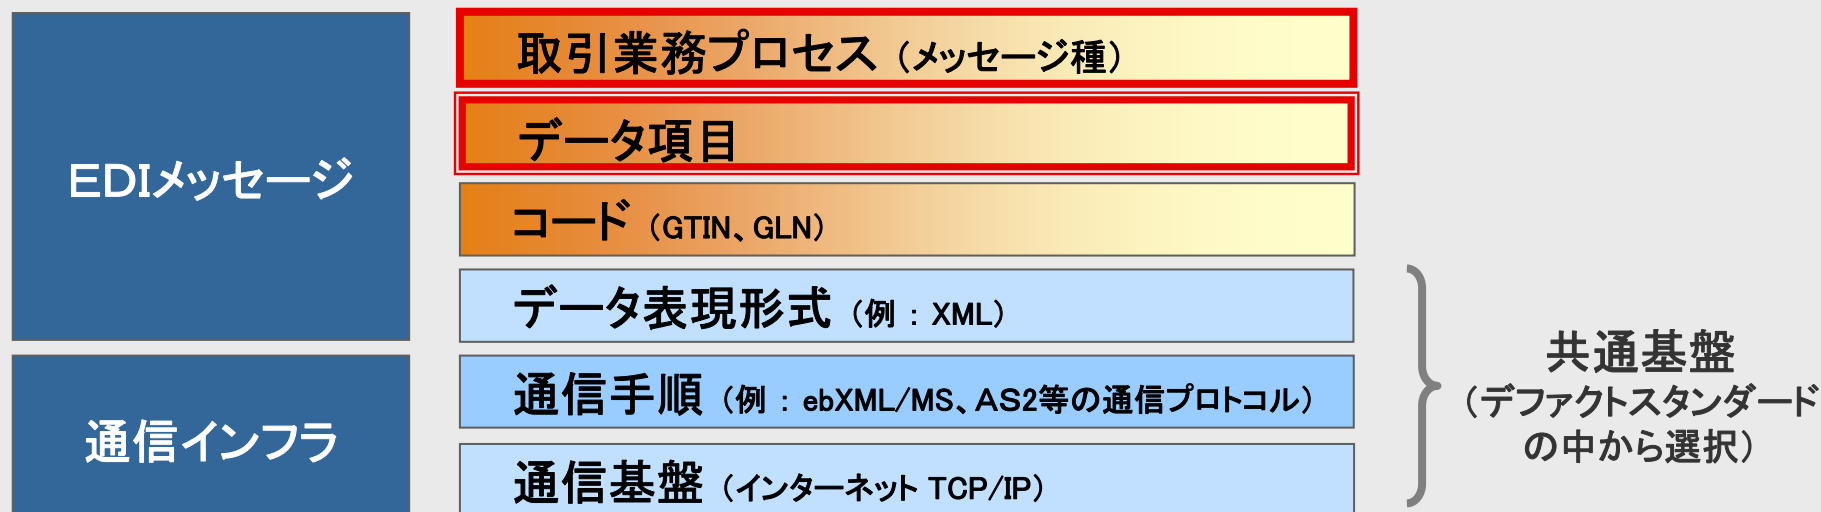 EDIメッセージ
取引業務プロセス（メッセージ種）
データ項目
コード（GTIN、GLN）
データ表現形式（例：XML）
通信インフラ
通信手順（例：ebXML/MS、AS2等の通信プロトコル）
通信基盤（インターネット TCP/IP）
共通基盤
（デファクトスタンダード
の中から選択）